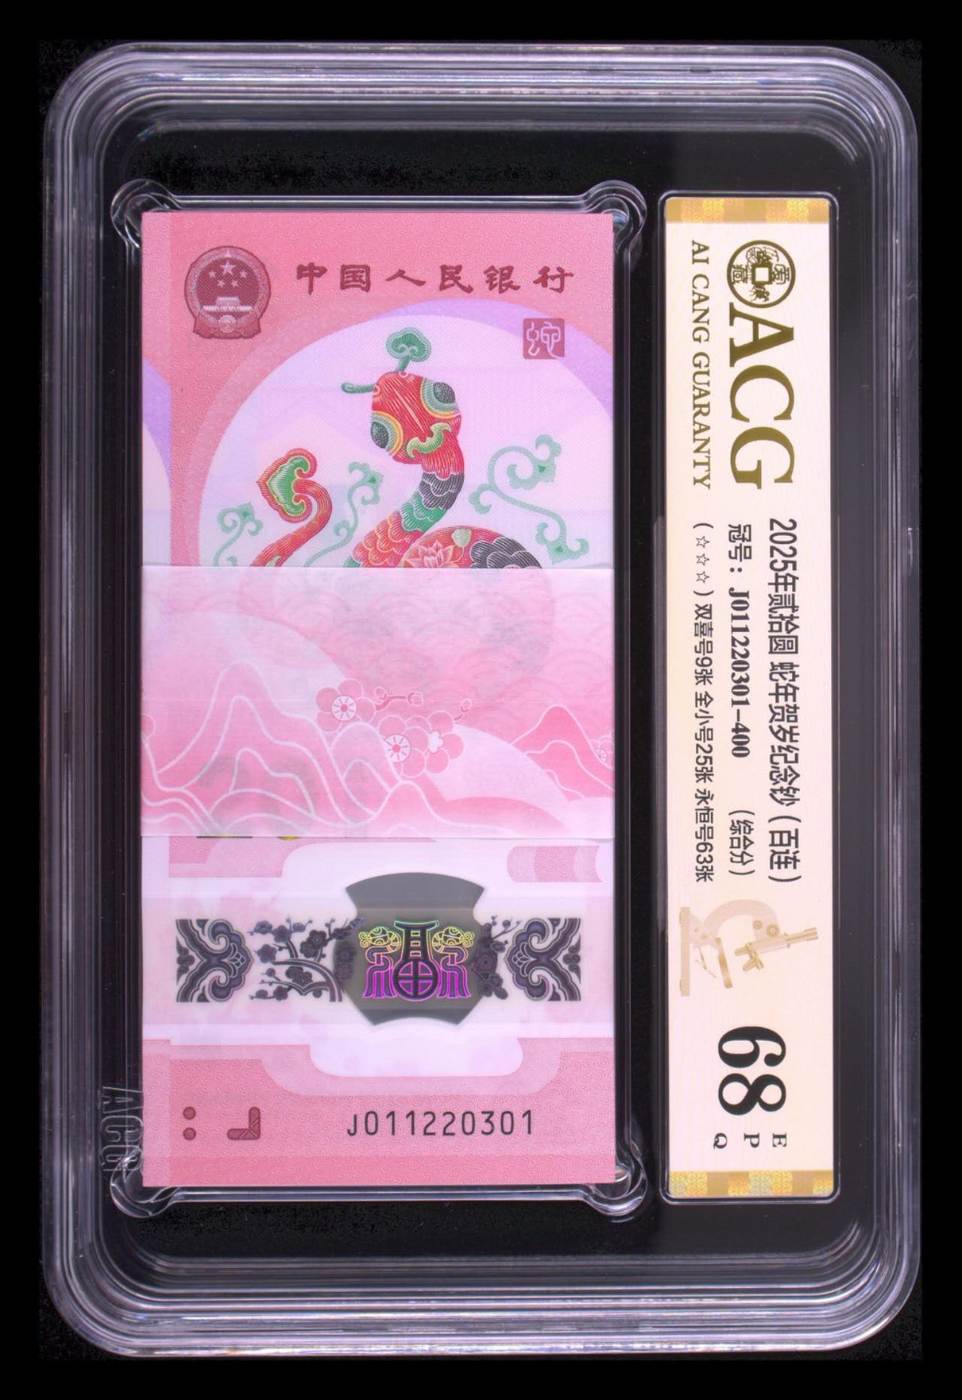 中国人民银行
蛇
J011220301
ACG
AI CANG GUARANTY
2025年贰拾圆 蛇年贺岁纪念钞（百连）
冠号：J011220301-400 （综合分）
（☆☆☆）双喜号9张 全小号25张 永恒号63张
68
EPQ
ACG